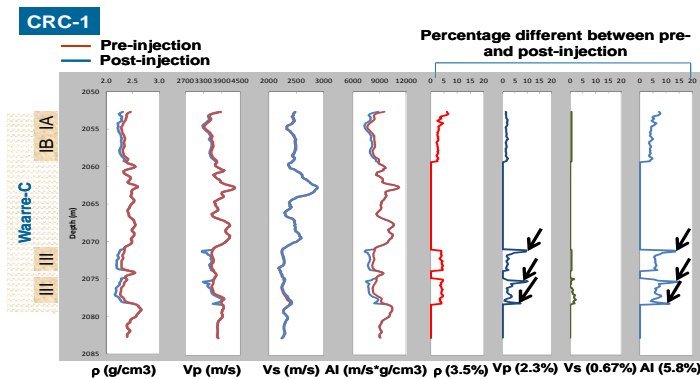 CRC-1
Pre-injection
Post-injection
Percentage different between pre-
and post-injection
2.0 2.5 3.0
2700 3300 3900 4500
2.0 2500 3000
6000 9000 12000
0 5 10 15 20
0 5 10 15 20
0 5 10 15 20
0 5 10 15 20
2050
2055
2060
2065
2070
2075
2080
2085
Depth (m)
Waarre-C
IB IA
III
III
ρ (g/cm3)
Vp (m/s)
Vs (m/s)
AI (m/s*g/cm3)
ρ (3.5%)
Vp (2.3%)
Vs (0.67%)
AI (5.8%)